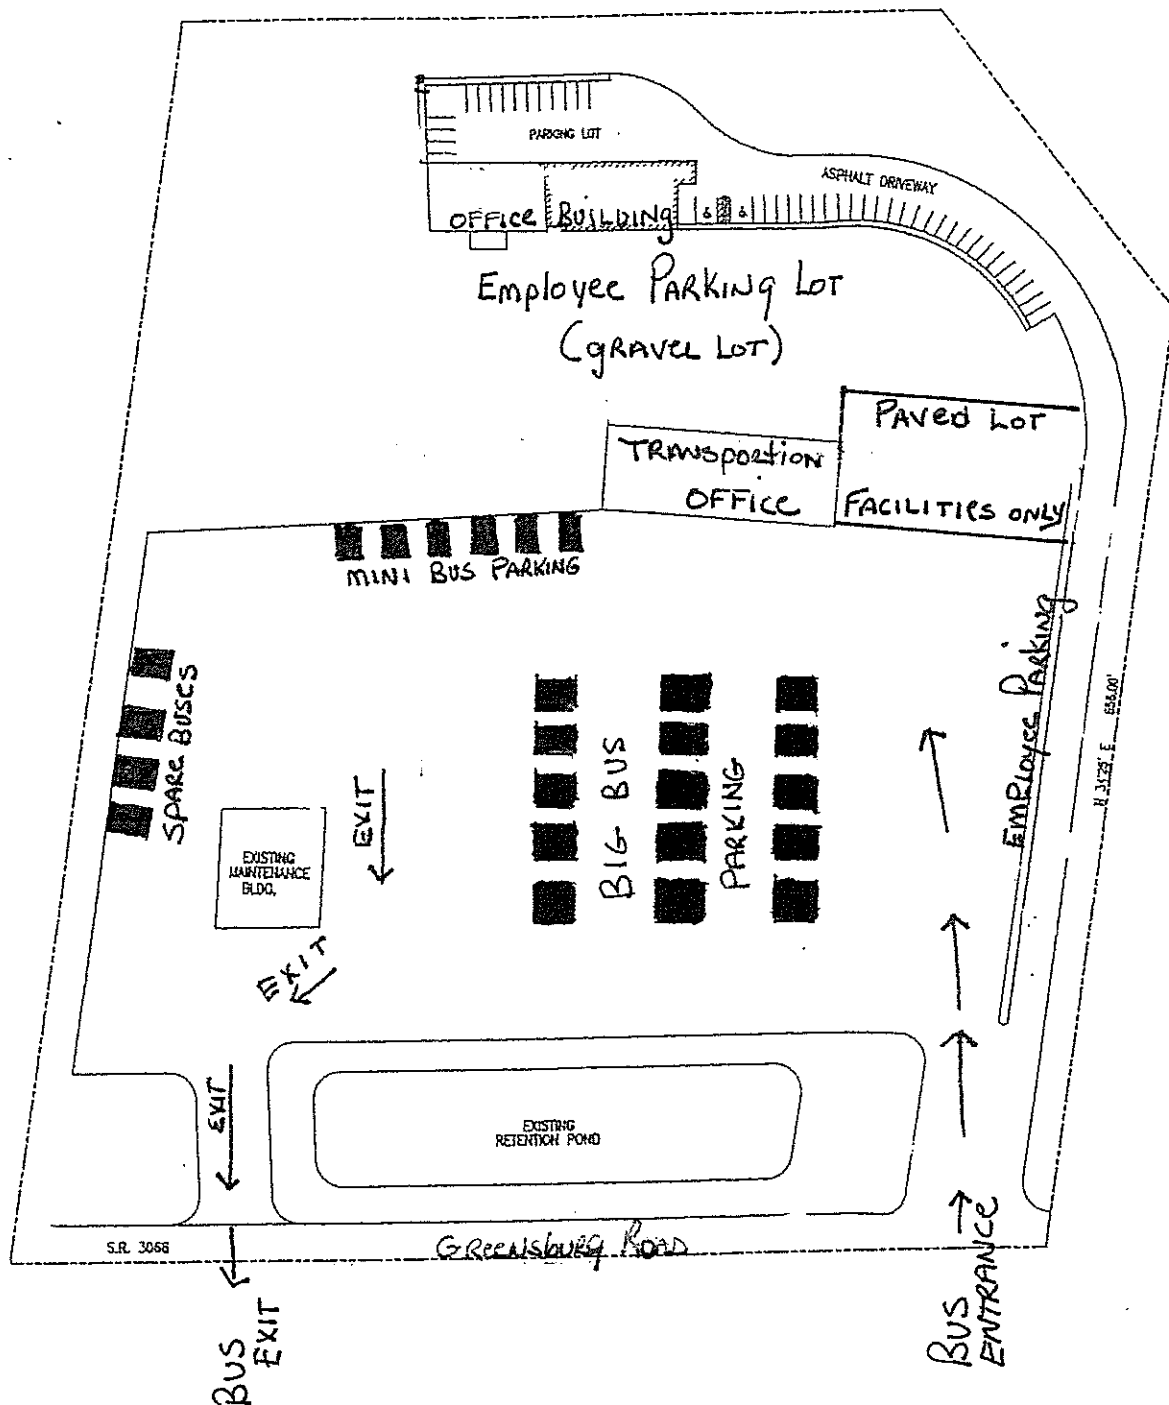 PARKING LOT
ASPHALT DRIVEWAY
OFFICE BUILDING
Employee PARKING LOT
(gRAVEL LOT)
PAVED LOT
TRANSportion
OFFICE
FACILITIES ONLY
MINI BUS PARKING
SPARE BUSES
EMPloyee PARKING
BIG BUS
PARKING
EXIT
EXISTING
MAINTENANCE
BLDG.
EXIT
EXIT
EXISTING
RETENTION POND
S.R. 3066
GREENSburg ROAD
BUS
EXIT
BUS
ENTRANCE